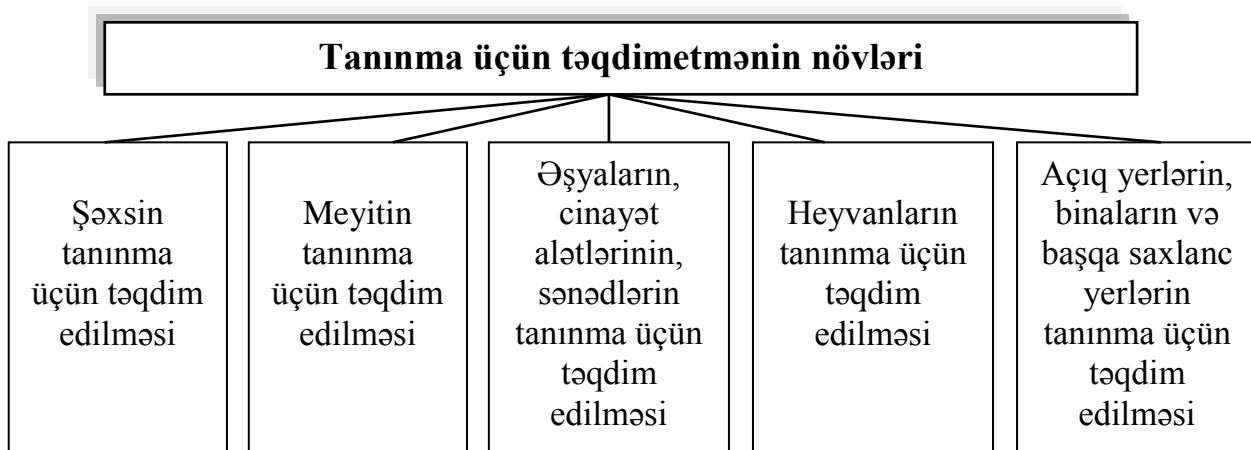 Tanınma üçün təqdimetmənin növləri
Şəxsin
tanınma
üçün təqdim
edilməsi
Meyitin
tanınma
üçün təqdim
edilməsi
Əşyaların,
cinayət
alətlərinin,
sənədlərin
tanınma üçün
təqdim
edilməsi
Heyvanların
tanınma üçün
təqdim
edilməsi
Açıq yerlərin,
binaların və
başqa saxlanc
yerlərin
tanınma üçün
təqdim
edilməsi